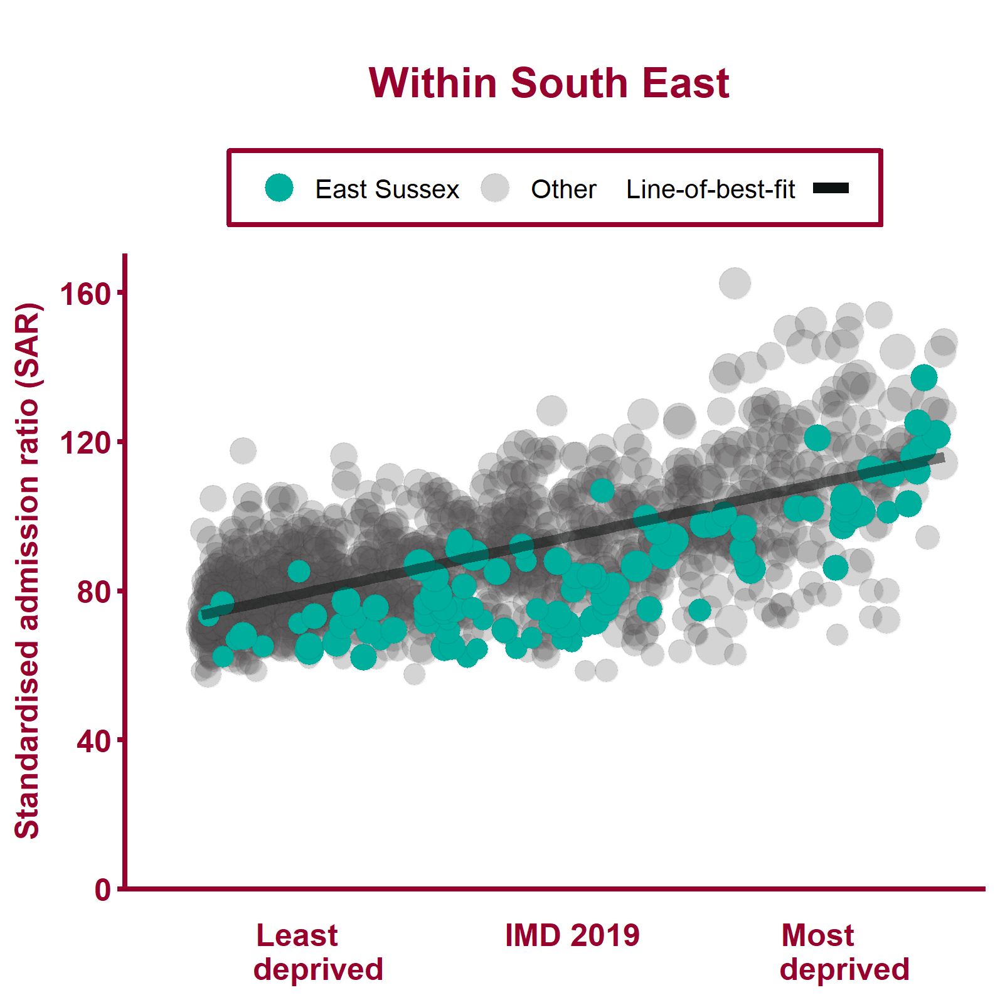 Within South East
East Sussex Other Line-of-best-fit
Standardised admission ratio (SAR)
160
120
80
40
0
Least deprived
IMD 2019
Most deprived